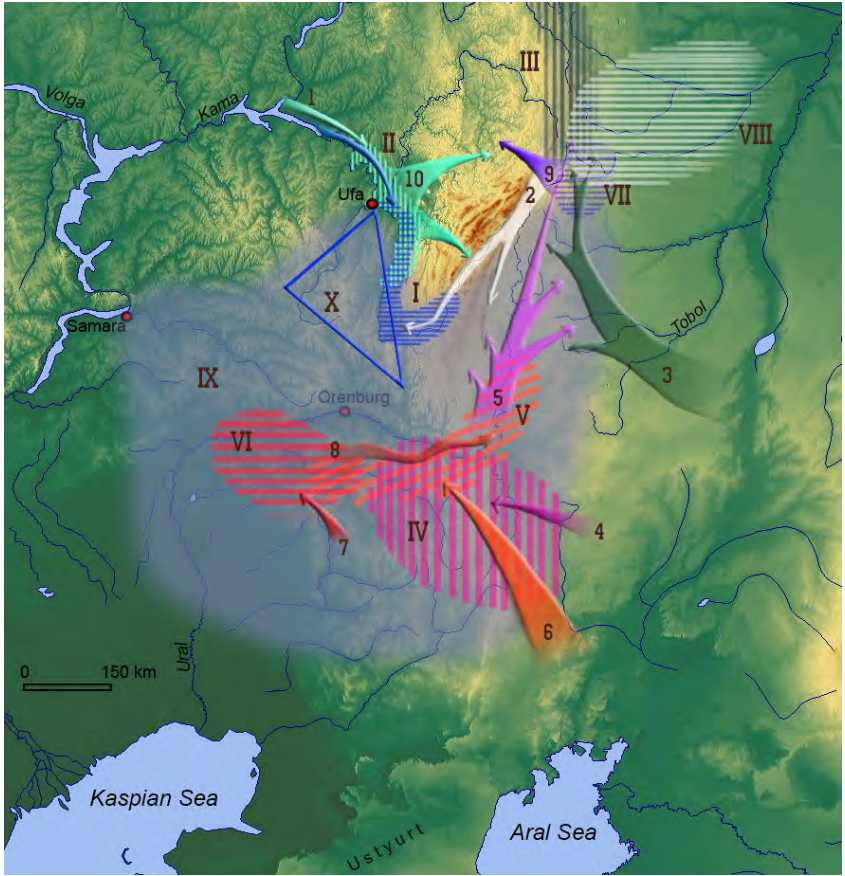 III
Volga
Kama
1
II
VIII
10
9
2
VII
Ufa
I
X
Samara
Tobol
IX
3
Orenburg
5
V
VI
8
IV
4
7
6
Ural
0 150 km
Kaspian Sea
Aral Sea
Ustyurt